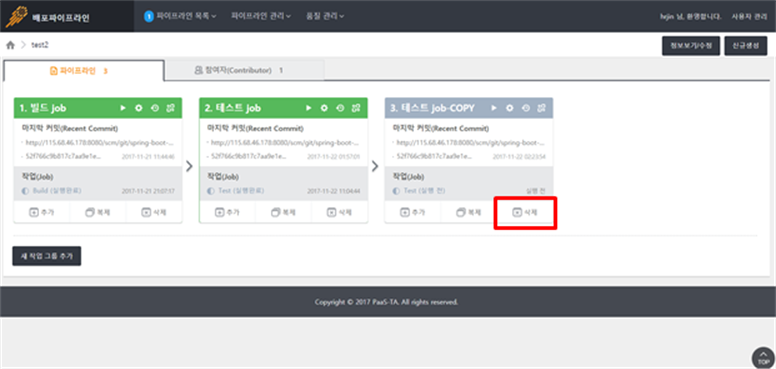 배포파이프라인
1 파이프라인 목록 파이프라인 관리 품질 관리
hrjin 님, 환영합니다. 사용자 관리
test2
정보보기/수정 신규생성
파이프라인 3
참여자(Contributor) 1
1. 빌드 Job
마지막 커밋(Recent Commit)
- http://115.68.46.178:8080/scm/git/spring-boot-...
- 52f766c9b817c7aa9e1e... 2017-11-21 11:44:40
작업(Job)
Build (실행완료) 2017-11-21 21:07:17
추가 복제 삭제
2. 테스트 Job
마지막 커밋(Recent Commit)
- http://115.68.46.178:8080/scm/git/spring-boot-...
- 52f766c9b817c7aa9e1e... 2017-11-22 01:57:01
작업(Job)
Test (실행완료) 2017-11-22 11:04:44
추가 복제 삭제
3. 테스트 Job-COPY
마지막 커밋(Recent Commit)
- http://115.68.46.178:8080/scm/git/spring-boot-...
- 52f766c9b817c7aa9e1e... 2017-11-22 02:23:54
작업(Job)
Test (실행 전) 실행 전
추가 복제 삭제
새 작업 그룹 추가
Copyright © 2017 PaaS-TA. All rights reserved.
TOP